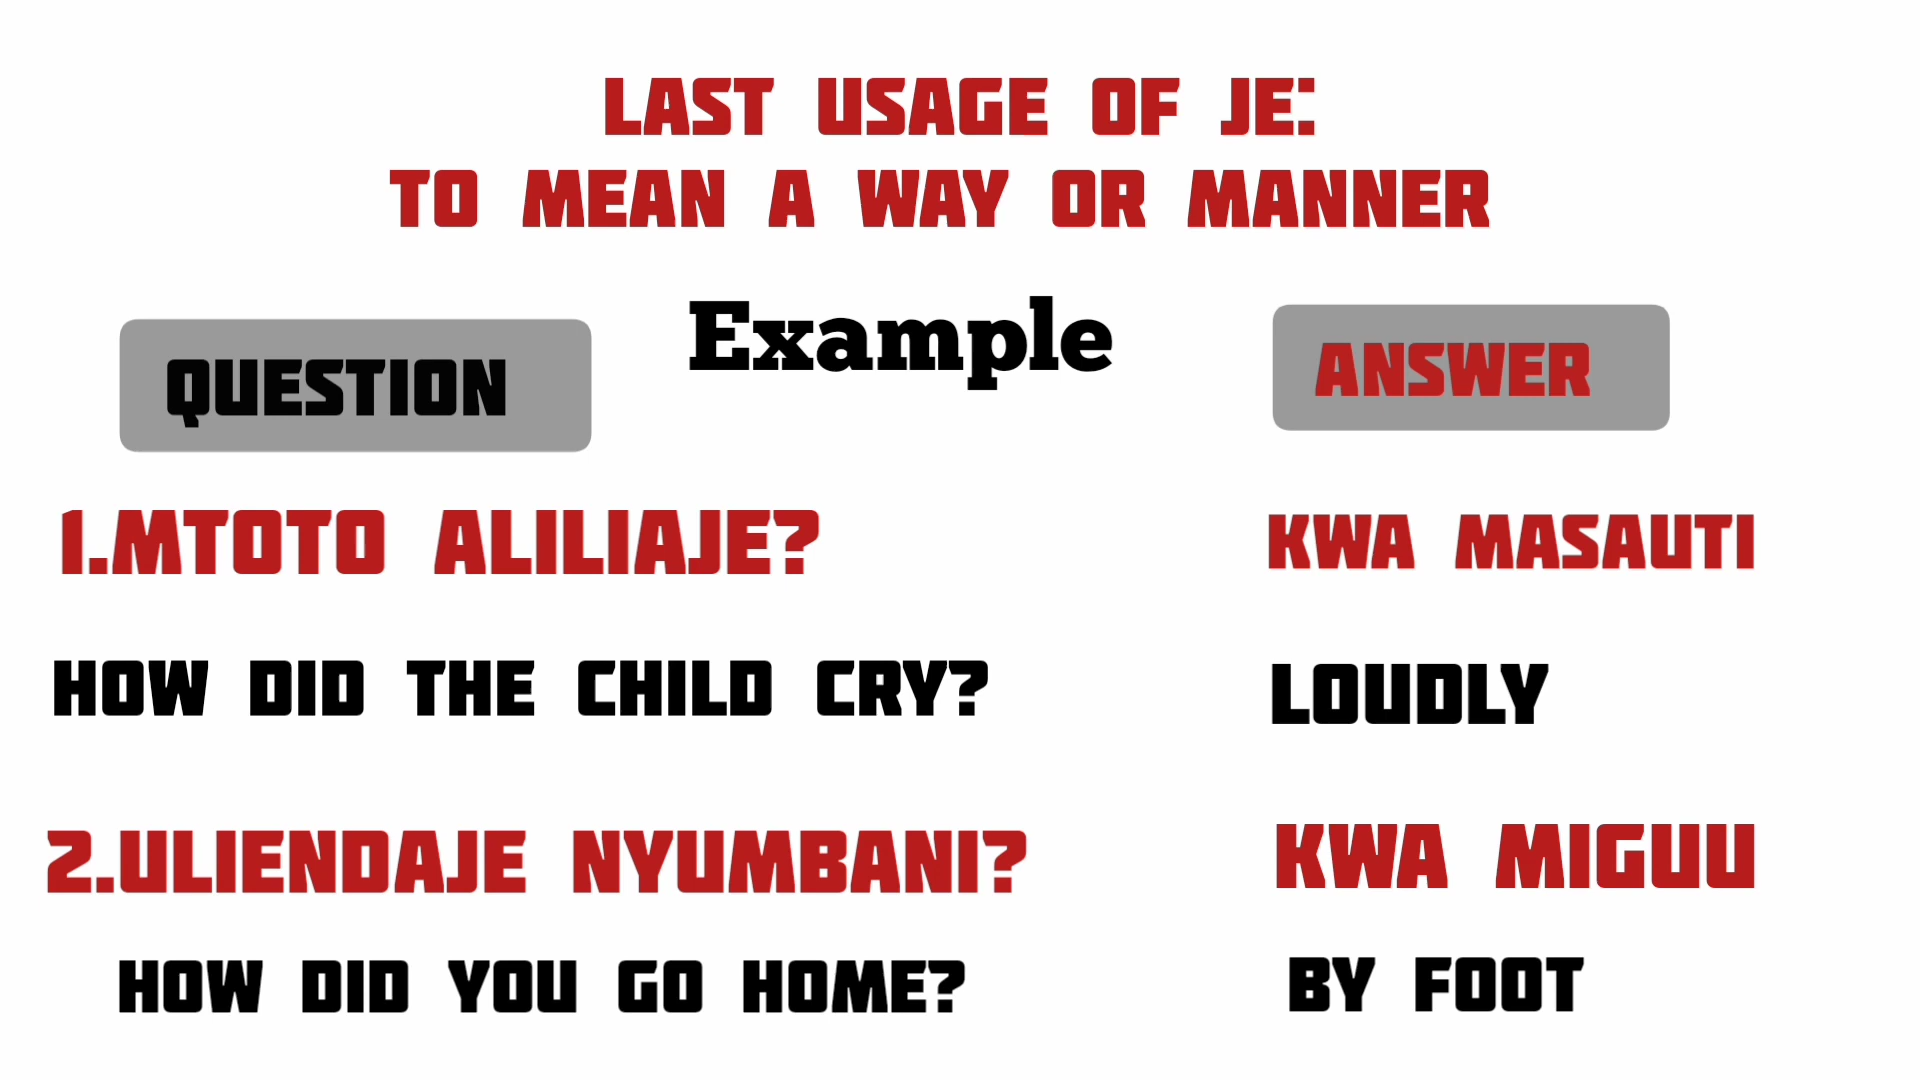 LAST USAGE OF JE:
TO MEAN A WAY OR MANNER
Example
QUESTION
ANSWER
1.MTOTO ALILIAJE?
KWA MASAUTI
HOW DID THE CHILD CRY?
LOUDLY
2.ULIENDAJE NYUMBANI?
KWA MIGUU
HOW DID YOU GO HOME?
BY FOOT